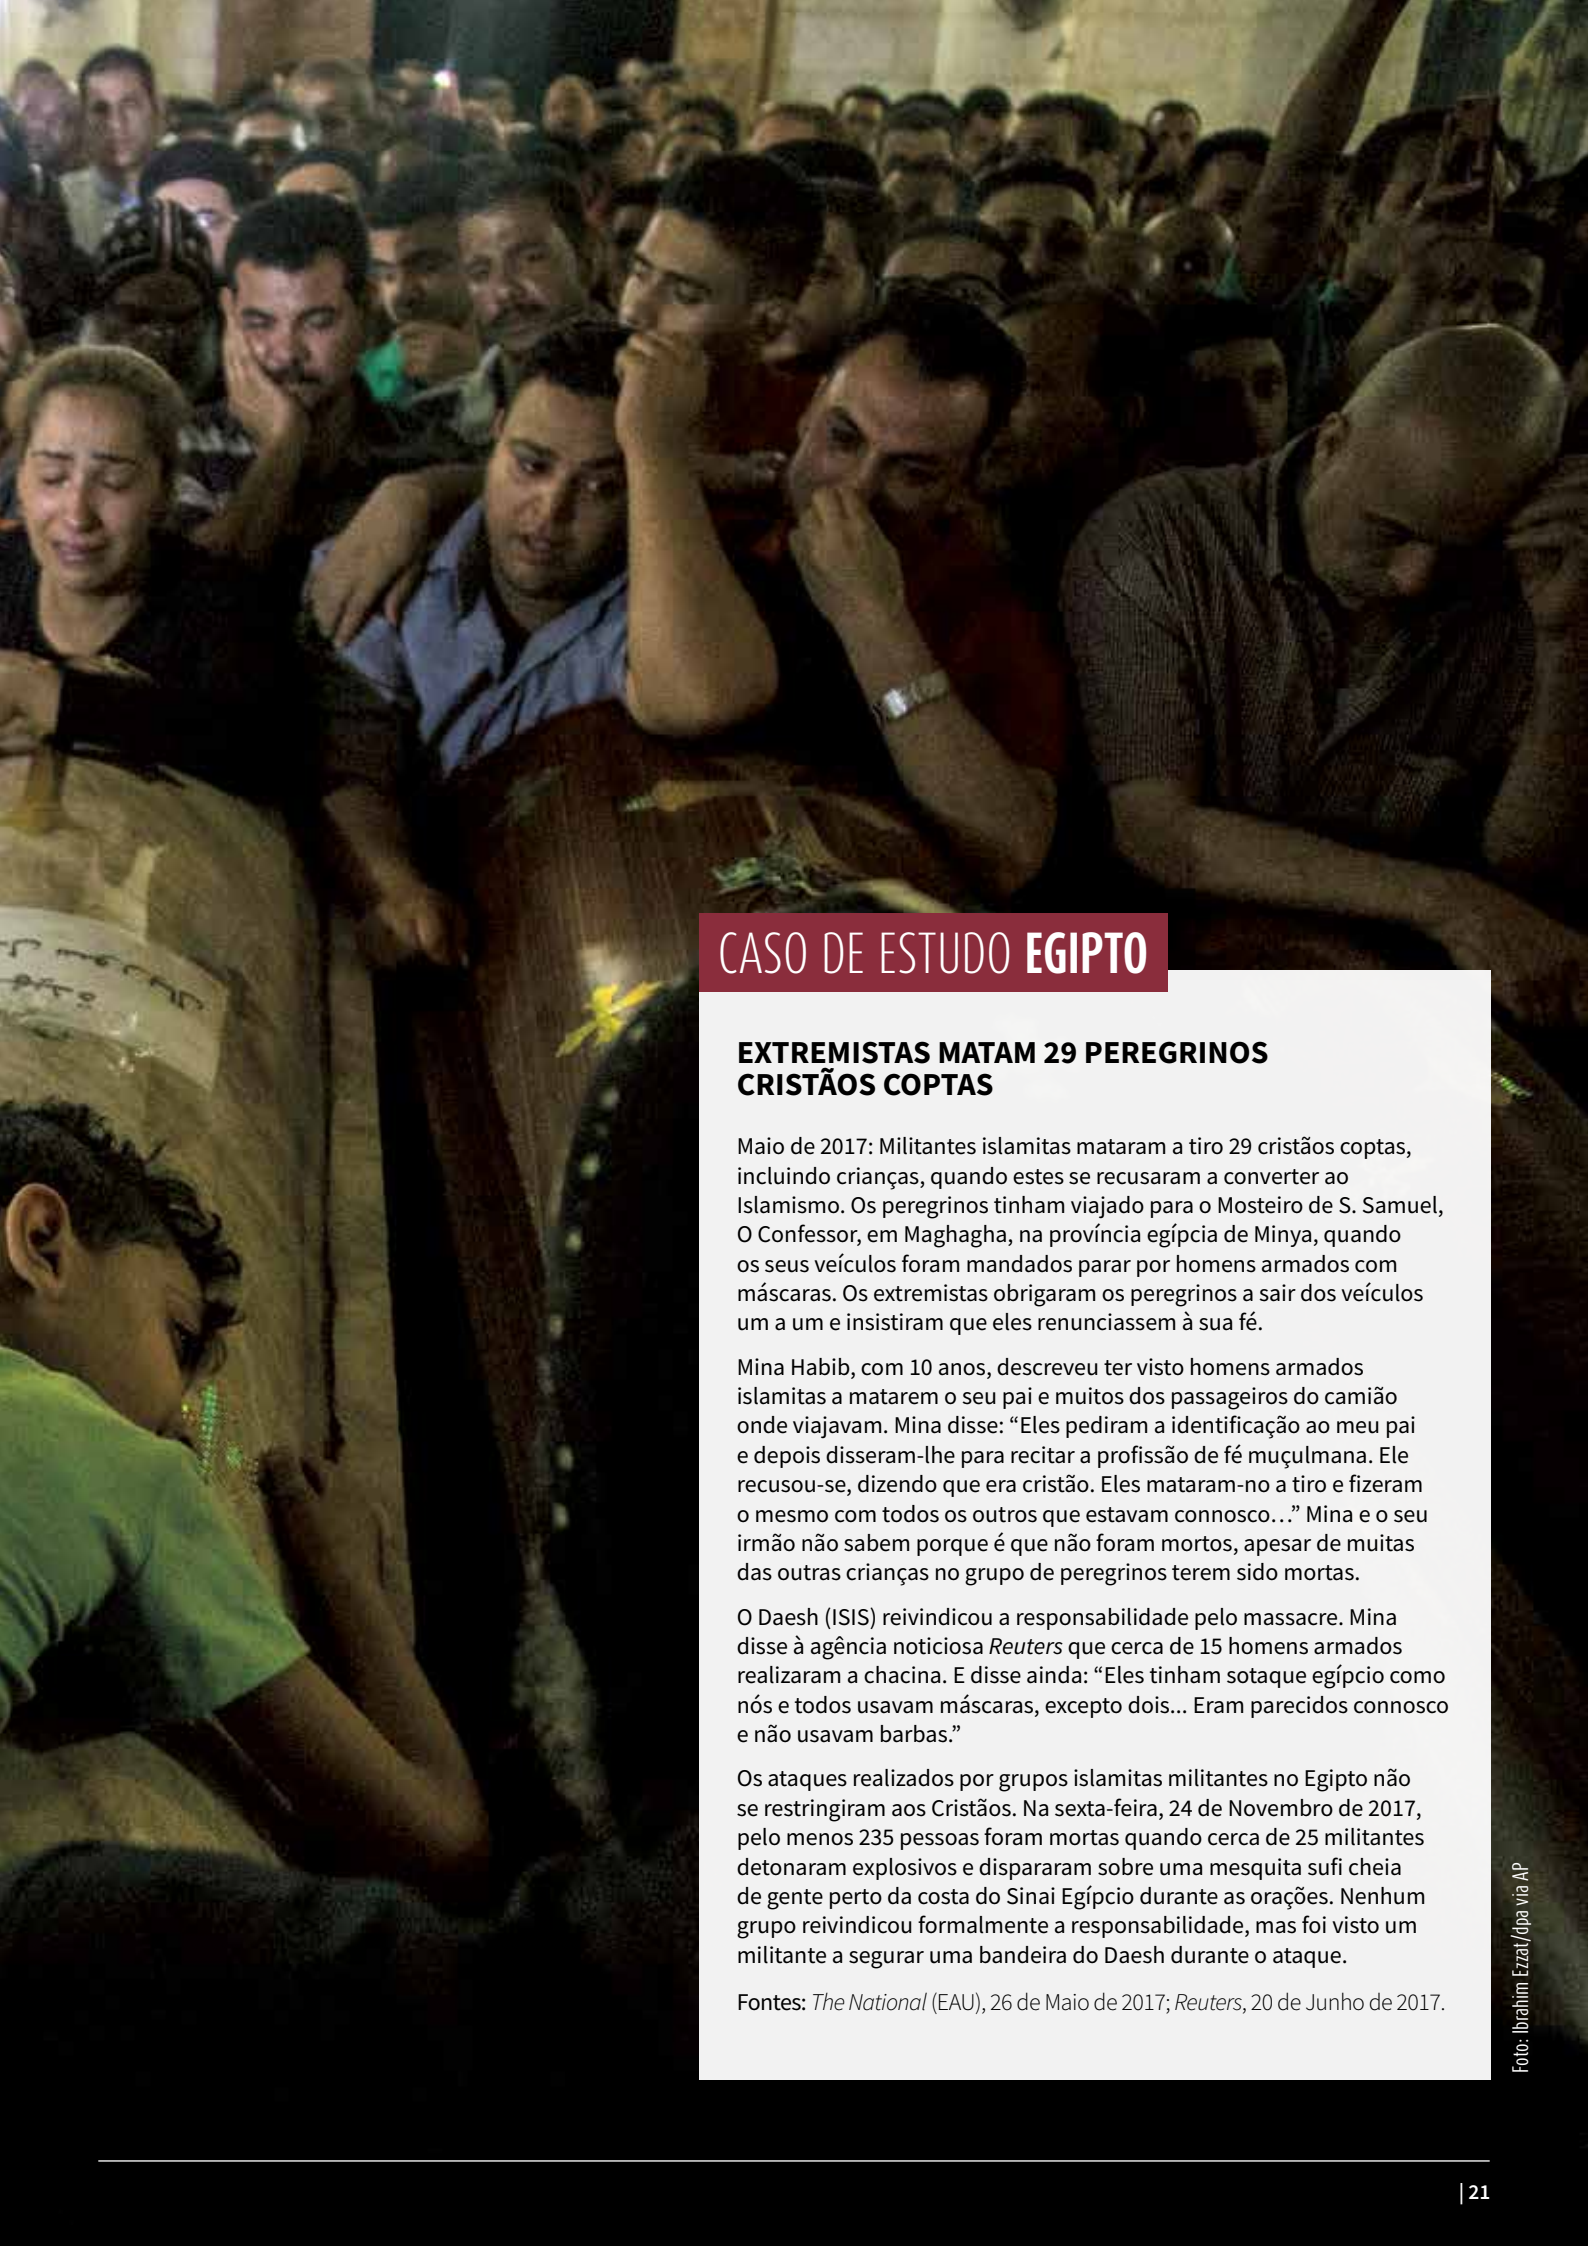 CASO DE ESTUDO EGIPTO
EXTREMISTAS MATAM 29 PEREGRINOS
CRISTÃOS COPTAS
Maio de 2017: Militantes islamitas mataram a tiro 29 cristãos coptas,
incluindo crianças, quando estes se recusaram a converter ao
Islamismo. Os peregrinos tinham viajado para o Mosteiro de S. Samuel,
O Confessor, em Maghagha, na província egípcia de Minya, quando
os seus veículos foram mandados parar por homens armados com
máscaras. Os extremistas obrigaram os peregrinos a sair dos veículos
um a um e insistiram que eles renunciassem à sua fé.
Mina Habib, com 10 anos, descreveu ter visto homens armados
islamitas a matarem o seu pai e muitos dos passageiros do camião
onde viajavam. Mina disse: “Eles pediram a identificação ao meu pai
e depois disseram-lhe para recitar a profissão de fé muçulmana. Ele
recusou-se, dizendo que era cristão. Eles mataram-no a tiro e fizeram
o mesmo com todos os outros que estavam connosco…” Mina e o seu
irmão não sabem porque é que não foram mortos, apesar de muitas
das outras crianças no grupo de peregrinos terem sido mortas.
O Daesh (ISIS) reivindicou a responsabilidade pelo massacre. Mina
disse à agência noticiosa Reuters que cerca de 15 homens armados
realizaram a chacina. E disse ainda: “Eles tinham sotaque egípcio como
nós e todos usavam máscaras, excepto dois... Eram parecidos connosco
e não usavam barbas.”
Os ataques realizados por grupos islamitas militantes no Egipto não
se restringiram aos Cristãos. Na sexta-feira, 24 de Novembro de 2017,
pelo menos 235 pessoas foram mortas quando cerca de 25 militantes
detonaram explosivos e dispararam sobre uma mesquita sufi cheia
de gente perto da costa do Sinai Egípcio durante as orações. Nenhum
grupo reivindicou formalmente a responsabilidade, mas foi visto um
militante a segurar uma bandeira do Daesh durante o ataque.
Fontes: The National (EAU), 26 de Maio de 2017; Reuters, 20 de Junho de 2017.
Foto: Ibrahim Ezzat/dpa via AP
| 21